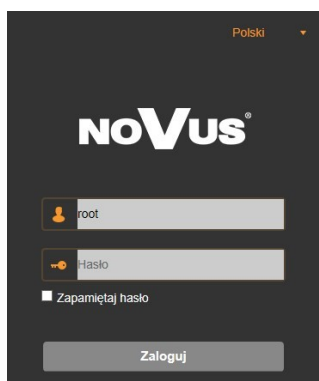 Polski
NOVUS®
root
Hasło
Zapamiętaj hasło
Zaloguj